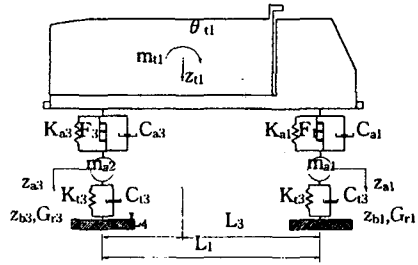 θt1
mt1
zt1
Ka3 F3 Ca3
Ka1 F1 Ca1
ma2
ma1
za3
za1
Kt3 Ct3
Kt3 Ct3
zb3,Gr3
zb1,Gr1
L4
L3
L1